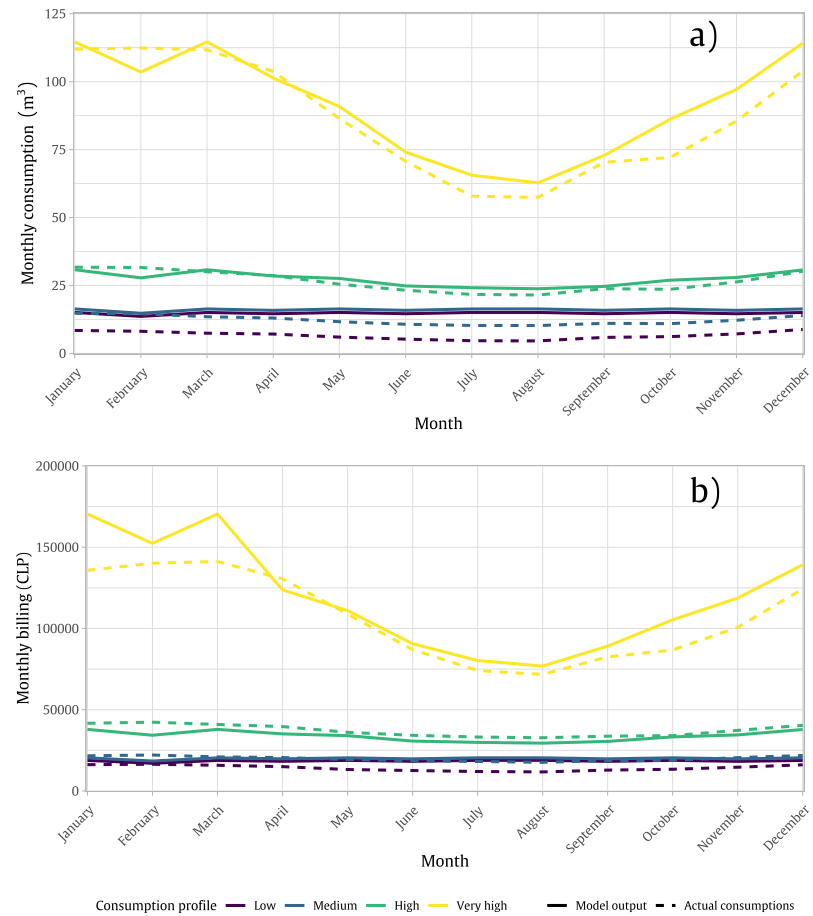 a)
Monthly consumption (m³)
125
100
75
50
25
0
January
February
March
April
May
June
July
August
September
October
November
December
Month
b)
Monthly billing (CLP)
200000
150000
100000
50000
0
January
February
March
April
May
June
July
August
September
October
November
December
Month
Consumption profile Low Medium High Very high Model output Actual consumptions